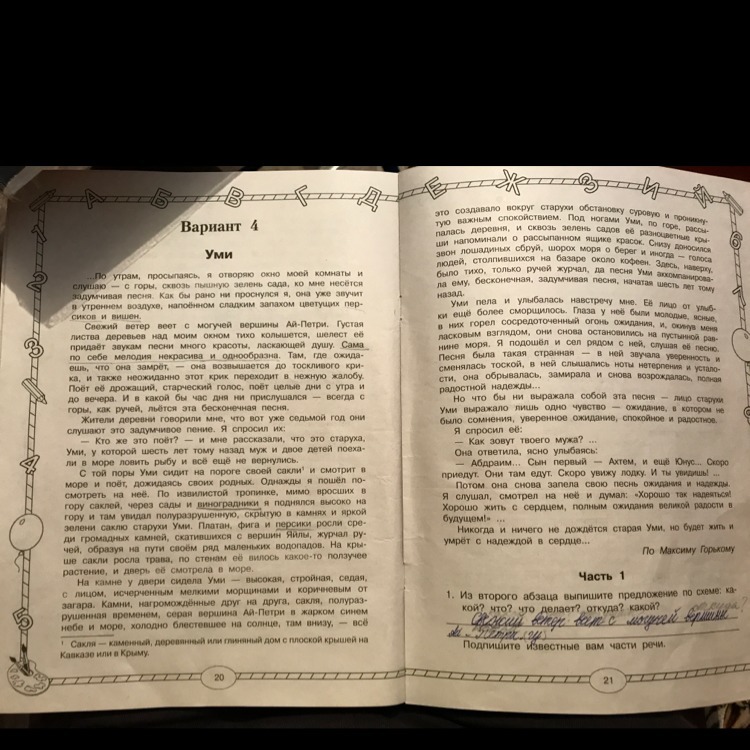 А Б В Г Д
1
2
3
4
5
Вариант 4
Уми
...По утрам, просыпаясь, я отворяю окно моей комнаты и
слушаю — с горы, сквозь пышную зелень сада, ко мне несётся
задумчивая песня. Как бы рано ни проснулся я, она уже звучит
в утреннем воздухе, напоённом сладким запахом цветущих пер-
сиков и вишен.
Свежий ветер веет с могучей вершины Ай-Петри. Густая
листва деревьев над моим окном тихо колышется, шелест её
придаёт звукам песни много красоты, ласкающей душу. Сама
по себе мелодия некрасива и однообразна. Там, где ожида-
ешь, что она замрёт, — она возвышается до тоскливого кри-
ка, и также неожиданно этот крик переходит в нежную жалобу.
Поёт её дрожащий, старческий голос, поёт целые дни с утра и
до вечера. И в какой бы час дни ни прислушался — всегда с
горы, как ручей, льётся эта бесконечная песня.
Жители деревни говорили мне, что вот уже седьмой год они
слушают это задумчивое пение. Я спросил их:
— Кто же это поёт? — и мне рассказали, что это старуха,
Уми, у которой шесть лет тому назад муж и двое детей поеха-
ли в море ловить рыбу и всё ещё не вернулись.
С той поры Уми сидит на пороге своей сакли¹ и смотрит в
море и поёт, дожидаясь своих родных. Однажды я пошёл по-
смотреть на неё. По извилистой тропинке, мимо вросших в
гору саклей, через сады и виноградники я поднялся высоко на
гору и там увидал полуразрушенную, скрытую в камнях и яркой
зелени саклю старухи Уми. Платан, фига и персики росли сре-
ди громадных камней, скатившихся с вершин Яйлы, журчал ру-
чей, образуя на пути своём ряд маленьких водопадов. На кры-
ше сакли росла трава, по стенам её вилось какое-то ползучее
растение, и дверь её смотрела в море.
На камне у двери сидела Уми — высокая, стройная, седая,
с лицом, исчерченным мелкими морщинами и коричневым от
загара. Камни, нагромождённые друг на друга, сакля, полураз-
рушенная временем, серая вершина Ай-Петри в жарком синем
небе и море, холодно блестевшее на солнце, там внизу, — всё
¹ Сакля — каменный, деревянный или глиняный дом с плоской крышей на
Кавказе или в Крыму.
20
Е Ж З И Й
это создавало вокруг старухи обстановку суровую и проникну-
тую важным спокойствием. Под ногами Уми, по горе, рассы-
палась деревня, и сквозь зелень садов её разноцветные кры-
ши напоминали о рассыпанном ящике красок. Снизу доносился
звон лошадиных сбруй, шорох моря о берег и иногда — голоса
людей, столпившихся на базаре около кофеен. Здесь, наверху,
было тихо, только ручей журчал, да песня Уми аккомпанирова-
ла ему, бесконечная, задумчивая песня, начатая шесть лет тому
назад.
Уми пела и улыбалась навстречу мне. Её лицо от улыб-
ки ещё более сморщилось. Глаза у неё были молодые, ясные,
в них горел сосредоточенный огонь ожидания, и, окинув меня
ласковым взглядом, они снова остановились на пустынной рав-
нине моря. Я подошёл и сел рядом с ней, слушая её песню.
Песня была такая странная — в ней звучала уверенность и
сменялась тоской, в ней слышались ноты нетерпения и устало-
сти, она обрывалась, замирала и снова возрождалась, полная
радостной надежды...
Но что бы ни выражала собой эта песня — лицо старухи
Уми выражало лишь одно чувство — ожидание, в котором не
было сомнения, уверенное ожидание, спокойное и радостное.
Я спросил её:
— Как зовут твоего мужа? ...
Она ответила, ясно улыбаясь:
— Абдраим... Сын первый — Ахтем, и ещё Юнус... Скоро
приедут. Они там едут. Скоро увижу лодку. И ты увидишь! ...
Потом она снова запела свою песнь ожидания и надежды.
Я слушал, смотрел на неё и думал: «Хорошо так надеяться!
Хорошо жить с сердцем, полным ожидания великой радости в
будущем!» ...
Никогда и ничего не дождётся старая Уми, но будет жить и
умрёт с надеждой в сердце...
По Максиму Горькому
Часть 1
1. Из второго абзаца выпишите предложение по схеме: ка-
кой? что? что делает? откуда? какой?
Свежий ветер веет с могучей вершины
Подпишите известные вам части речи.
21